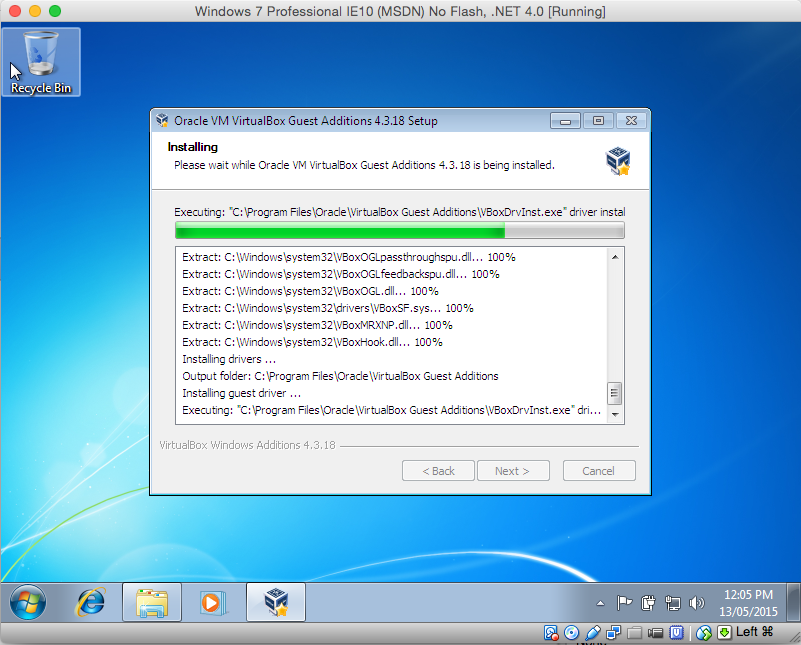 Windows 7 Professional IE10 (MSDN) No Flash, .NET 4.0 [Running]
Recycle Bin
Oracle VM VirtualBox Guest Additions 4.3.18 Setup
Installing
Please wait while Oracle VM VirtualBox Guest Additions 4.3.18 is being installed.
Executing: "C:\Program Files\Oracle\VirtualBox Guest Additions\VBoxDrvInst.exe" driver instal
Extract: C:\Windows\system32\VBoxOGLpassthroughspu.dll... 100%
Extract: C:\Windows\system32\VBoxOGLfeedbackspu.dll... 100%
Extract: C:\Windows\system32\VBoxOGL.dll... 100%
Extract: C:\Windows\system32\drivers\VBoxSF.sys... 100%
Extract: C:\Windows\system32\VBoxMRXNP.dll... 100%
Extract: C:\Windows\system32\VBoxHook.dll... 100%
Installing drivers ...
Output folder: C:\Program Files\Oracle\VirtualBox Guest Additions
Installing guest driver ...
Executing: "C:\Program Files\Oracle\VirtualBox Guest Additions\VBoxDrvInst.exe" dri...
VirtualBox Windows Additions 4.3.18
< Back
Next >
Cancel
12:05 PM
13/05/2015
Left ⌘